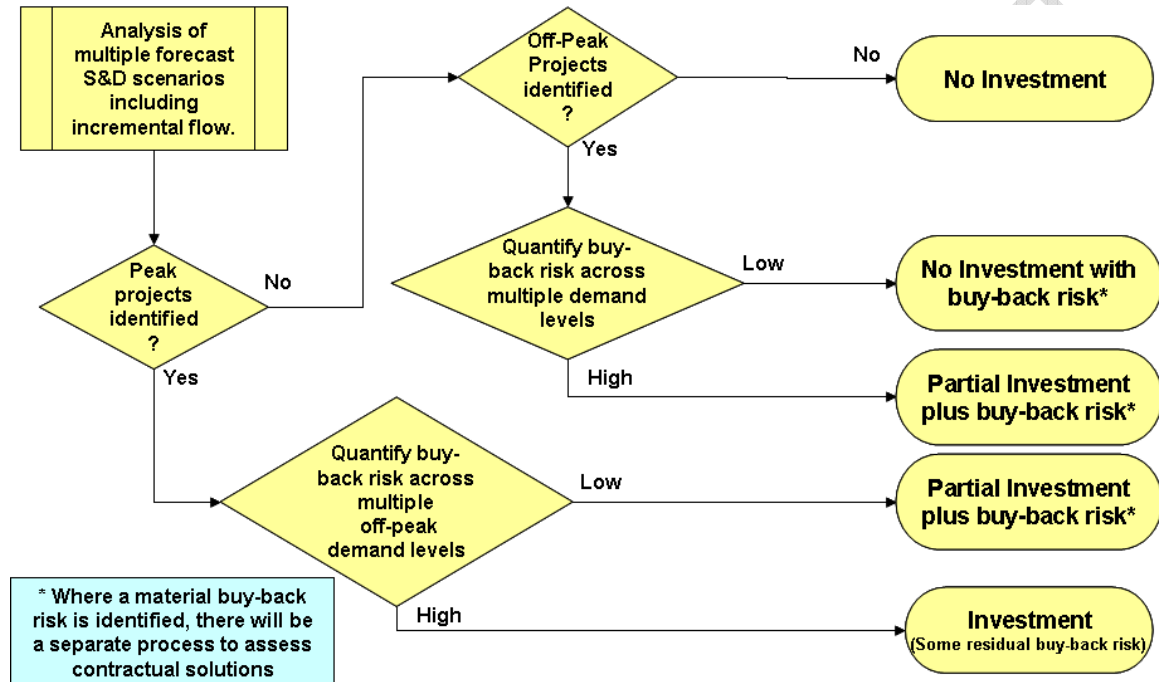 Analysis of
multiple forecast
S&D scenarios
including
incremental flow.
Off-Peak
Projects
identified
?
No
No Investment
Yes
Peak
projects
identified
?
No
Quantify buy-
back risk across
multiple demand
levels
Low
No Investment with
buy-back risk*
High
Partial Investment
plus buy-back risk*
Yes
Quantify buy-
back risk across
multiple
off-peak
demand levels
Low
Partial Investment
plus buy-back risk*
High
Investment
(Some residual buy-back risk)
* Where a material buy-back
risk is identified, there will be
a separate process to assess
contractual solutions